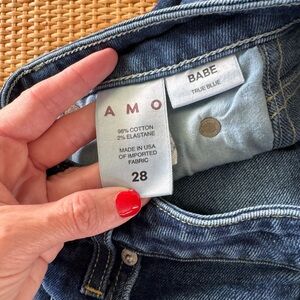 AMO
98% COTTON
2% ELASTANE
MADE IN USA
OF IMPORTED
FABRIC
28
BABE
TRUE BLUE